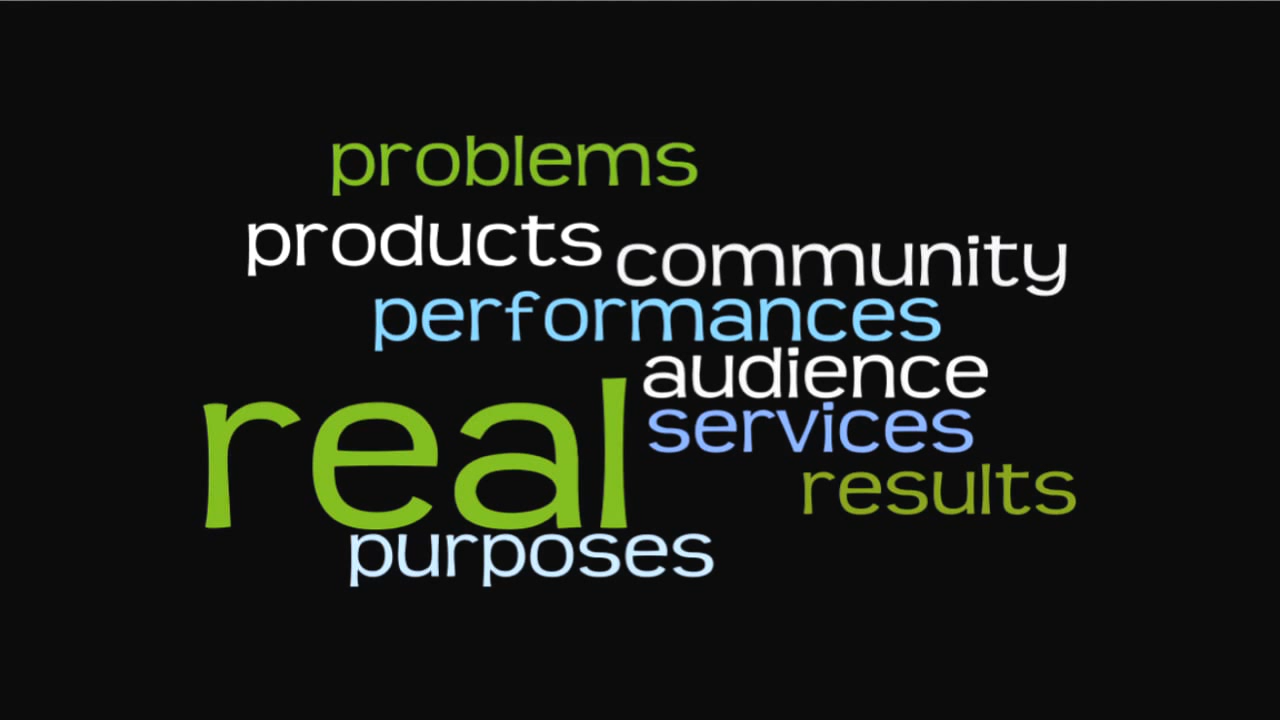 problems
products
community
performances
audience
real
services
results
purposes